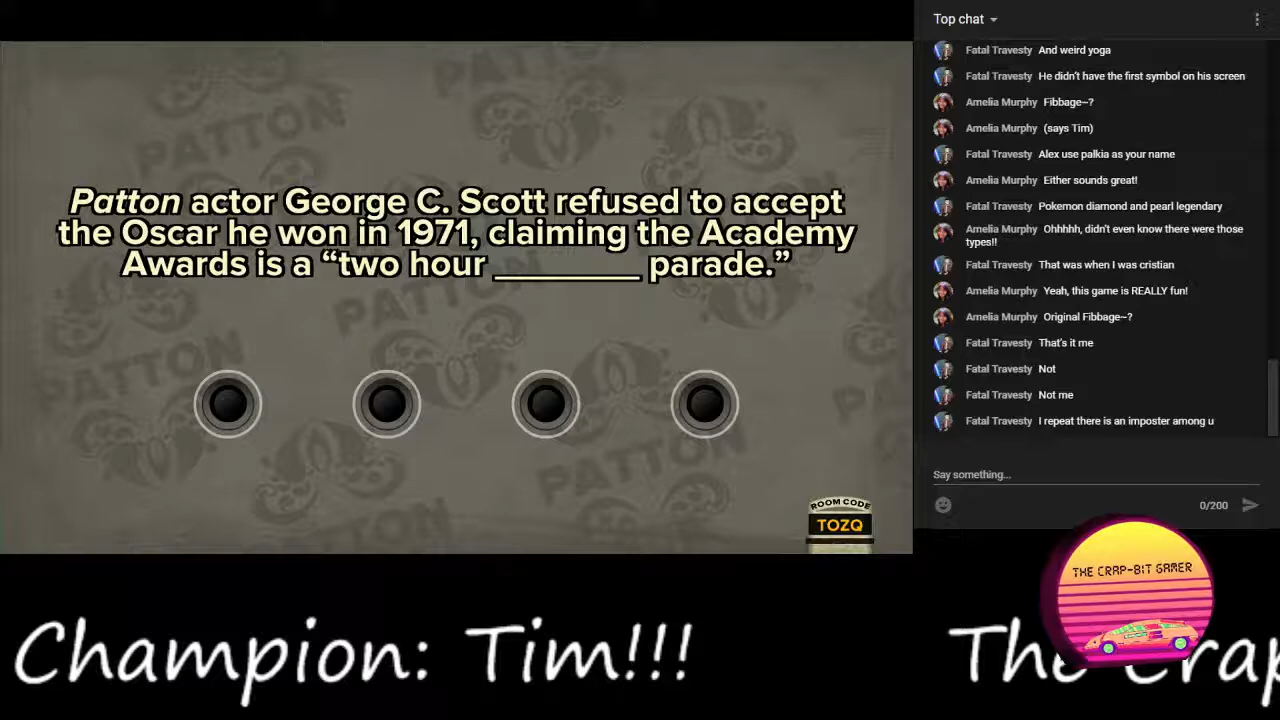 Top chat
Fatal Travesty And weird yoga
Fatal Travesty He didn't have the first symbol on his screen
Amelia Murphy Fibbage~?
Amelia Murphy (says Tim)
Fatal Travesty Alex use palkia as your name
Amelia Murphy Either sounds great!
Fatal Travesty Pokemon diamond and pearl legendary
Amelia Murphy Ohhhhh, didn't even know there were those
types!!
Fatal Travesty That was when I was cristian
Amelia Murphy Yeah, this game is REALLY fun!
Amelia Murphy Original Fibbage~?
Fatal Travesty That's it me
Fatal Travesty Not
Fatal Travesty Not me
Fatal Travesty I repeat there is an imposter among u
Say something...
0/200
PATTON
PATTON
PATTON
PATTON
PATTON
Patton actor George C. Scott refused to accept
the Oscar he won in 1971, claiming the Academy
Awards is a “two hour ________ parade.”
ROOM CODE
TOZQ
THE CRAP-BIT GAMER
Champion: Tim!!!
The Crap